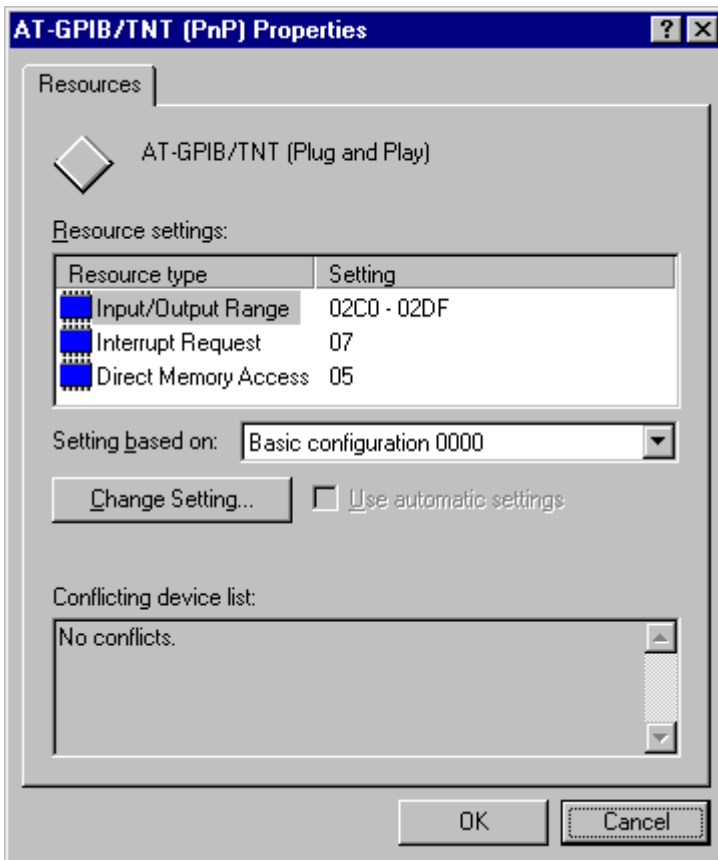 AT-GPIB/TNT (PnP) Properties
Resources
AT-GPIB/TNT (Plug and Play)
Resource settings:
Resource type Setting
Input/Output Range 02C0 - 02DF
Interrupt Request 07
Direct Memory Access 05
Setting based on: Basic configuration 0000
Change Setting... Use automatic settings
Conflicting device list:
No conflicts.
OK Cancel